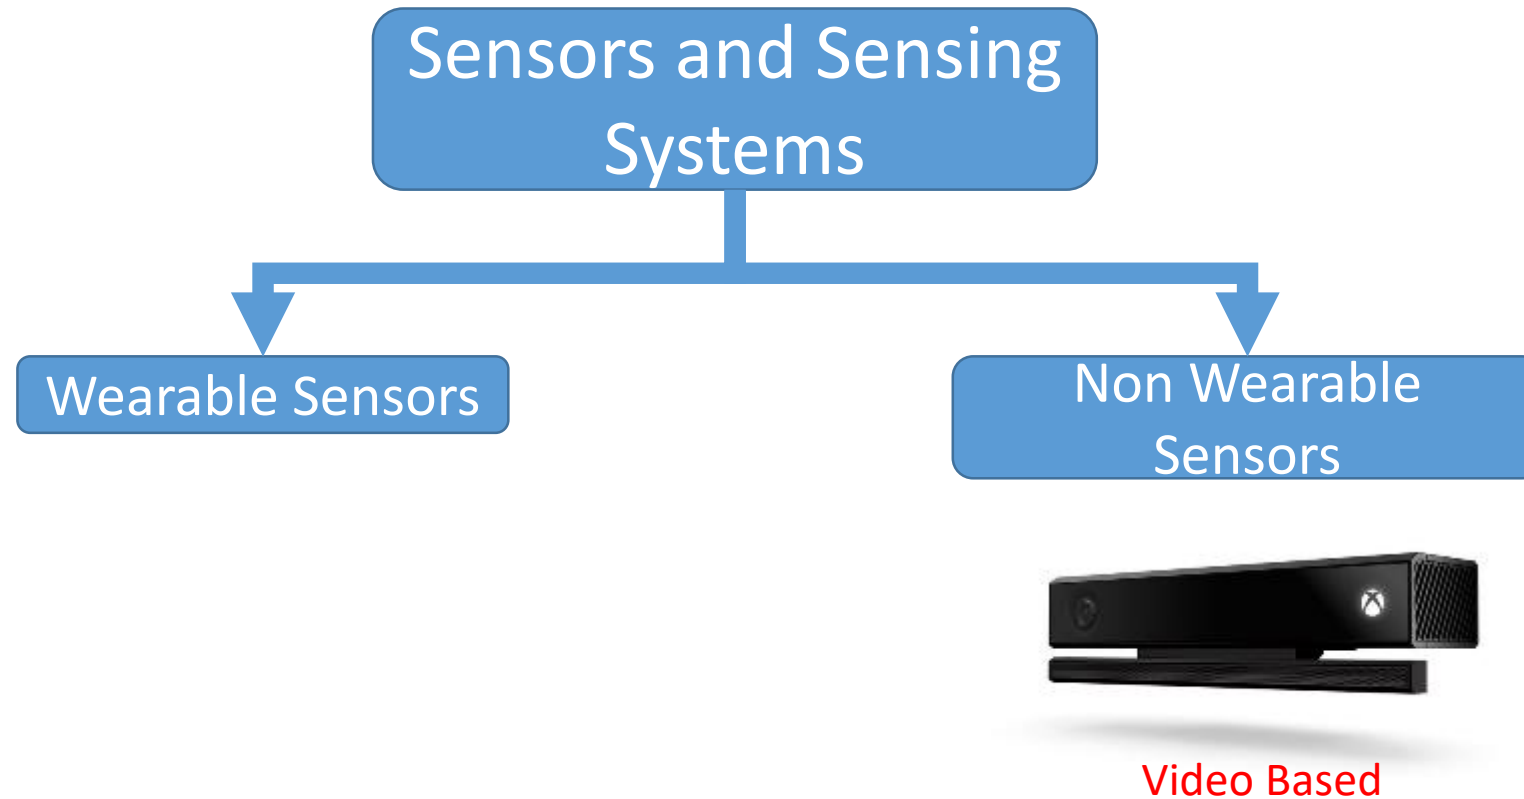 Sensors and Sensing
Systems
Wearable Sensors
Non Wearable
Sensors
Video Based